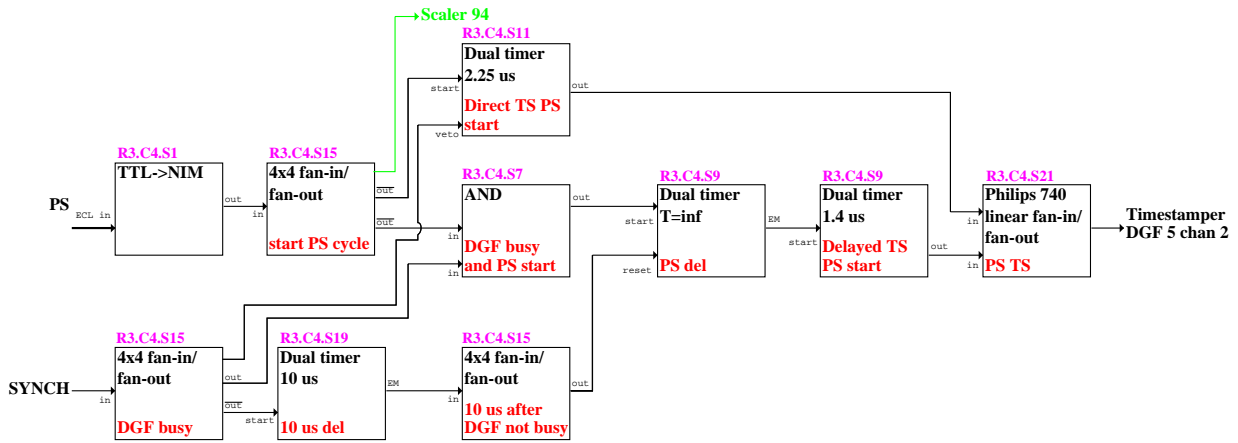 Scaler 94
R3.C4.S11
Dual timer
2.25 us
Direct TS PS
start
start
veto
out
PS
ECL in
R3.C4.S1
TTL->NIM
out
R3.C4.S15
4x4 fan-in/
fan-out
start PS cycle
in
out
out
R3.C4.S7
AND
DGF busy
and PS start
in
in
out
R3.C4.S9
Dual timer
T=inf
PS del
start
reset
EM
R3.C4.S9
Dual timer
1.4 us
Delayed TS
PS start
start
out
R3.C4.S21
Philips 740
linear fan-in/
fan-out
PS TS
in
in
Timestamper
DGF 5 chan 2
SYNCH
in
R3.C4.S15
4x4 fan-in/
fan-out
DGF busy
out
out
R3.C4.S19
Dual timer
10 us
10 us del
start
EM
R3.C4.S15
4x4 fan-in/
fan-out
10 us after
DGF not busy
in
out